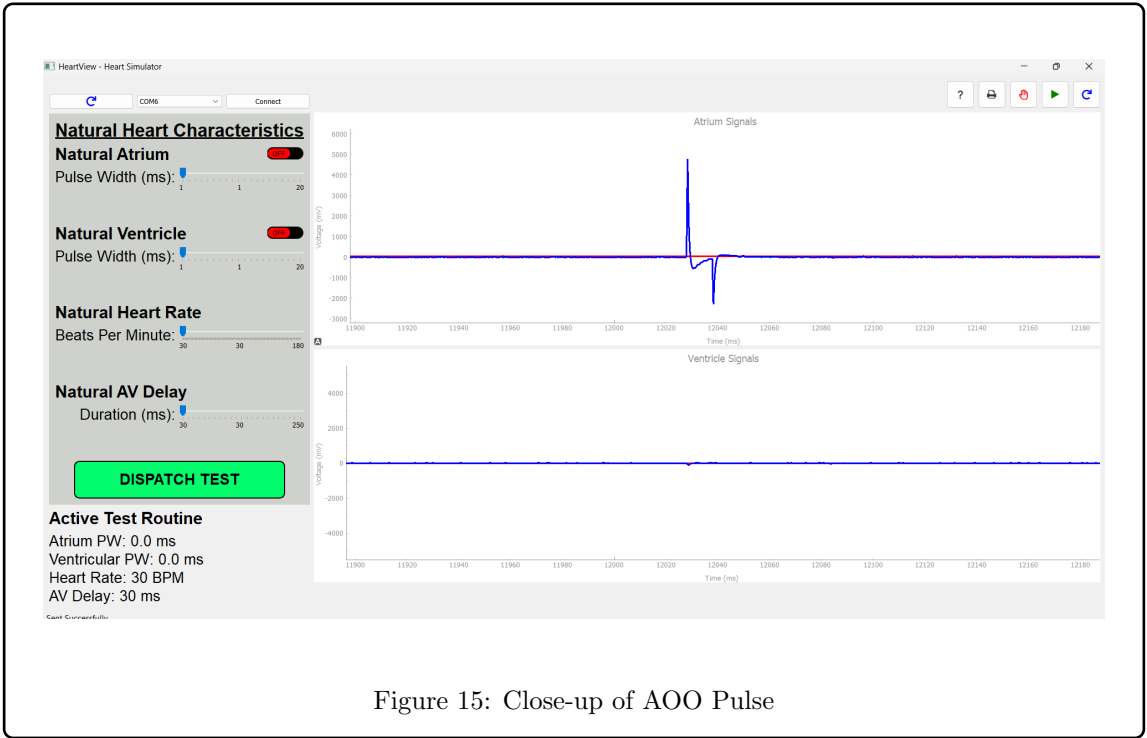 HeartView - Heart Simulator
COM6
Connect
?
Natural Heart Characteristics
Natural Atrium
OFF
Pulse Width (ms):
1 1 20
Natural Ventricle
OFF
Pulse Width (ms):
1 1 20
Natural Heart Rate
Beats Per Minute:
30 30 180
Natural AV Delay
Duration (ms):
30 30 250
DISPATCH TEST
Active Test Routine
Atrium PW: 0.0 ms
Ventricular PW: 0.0 ms
Heart Rate: 30 BPM
AV Delay: 30 ms
Sent Successfully
Atrium Signals
Voltage (mV)
6000
5000
4000
3000
2000
1000
0
-1000
-2000
-3000
11900 11920 11940 11960 11980 12000 12020 12040 12060 12080 12100 12120 12140 12160 12180
Time (ms)
A
Ventricle Signals
Voltage (mV)
4000
2000
0
-2000
-4000
11900 11920 11940 11960 11980 12000 12020 12040 12060 12080 12100 12120 12140 12160 12180
Time (ms)
Figure 15: Close-up of AOO Pulse